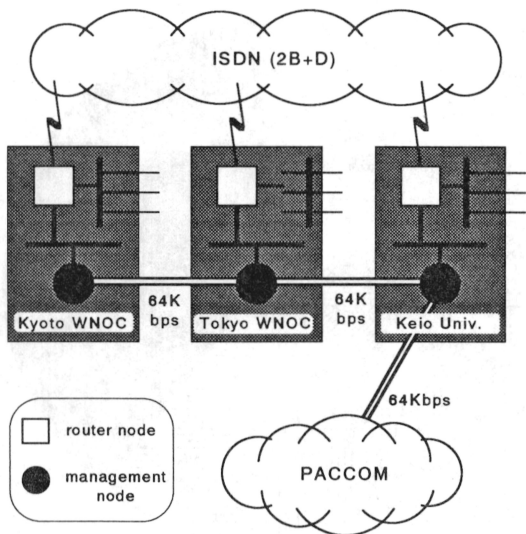 ISDN (2B+D)
64K
bps
64K
bps
Kyoto WNOC
Tokyo WNOC
Keio Univ.
64Kbps
router node
management
node
PACCOM